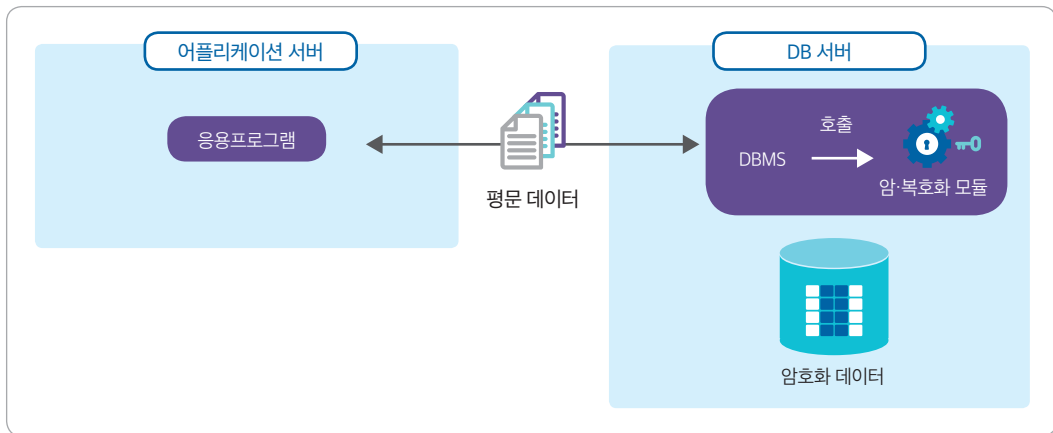 어플리케이션 서버
DB 서버
응용프로그램
평문 데이터
호출
DBMS
암·복호화 모듈
암호화 데이터